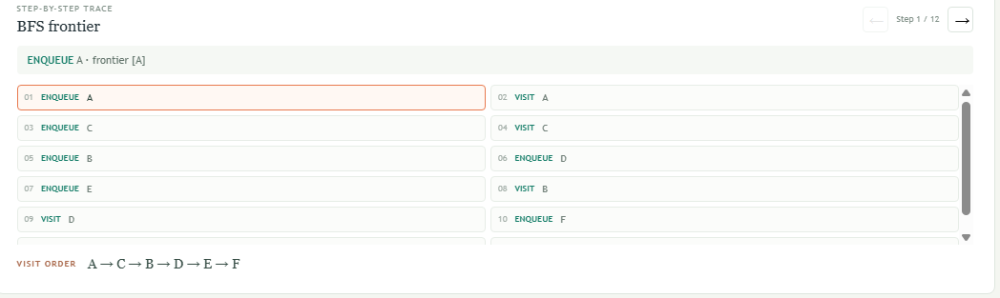 STEP-BY-STEP TRACE
BFS frontier
← Step 1 / 12 →
ENQUEUE A · frontier [A]
01 ENQUEUE A
02 VISIT A
03 ENQUEUE C
04 VISIT C
05 ENQUEUE B
06 ENQUEUE D
07 ENQUEUE E
08 VISIT B
09 VISIT D
10 ENQUEUE F
VISIT ORDER A → C → B → D → E → F